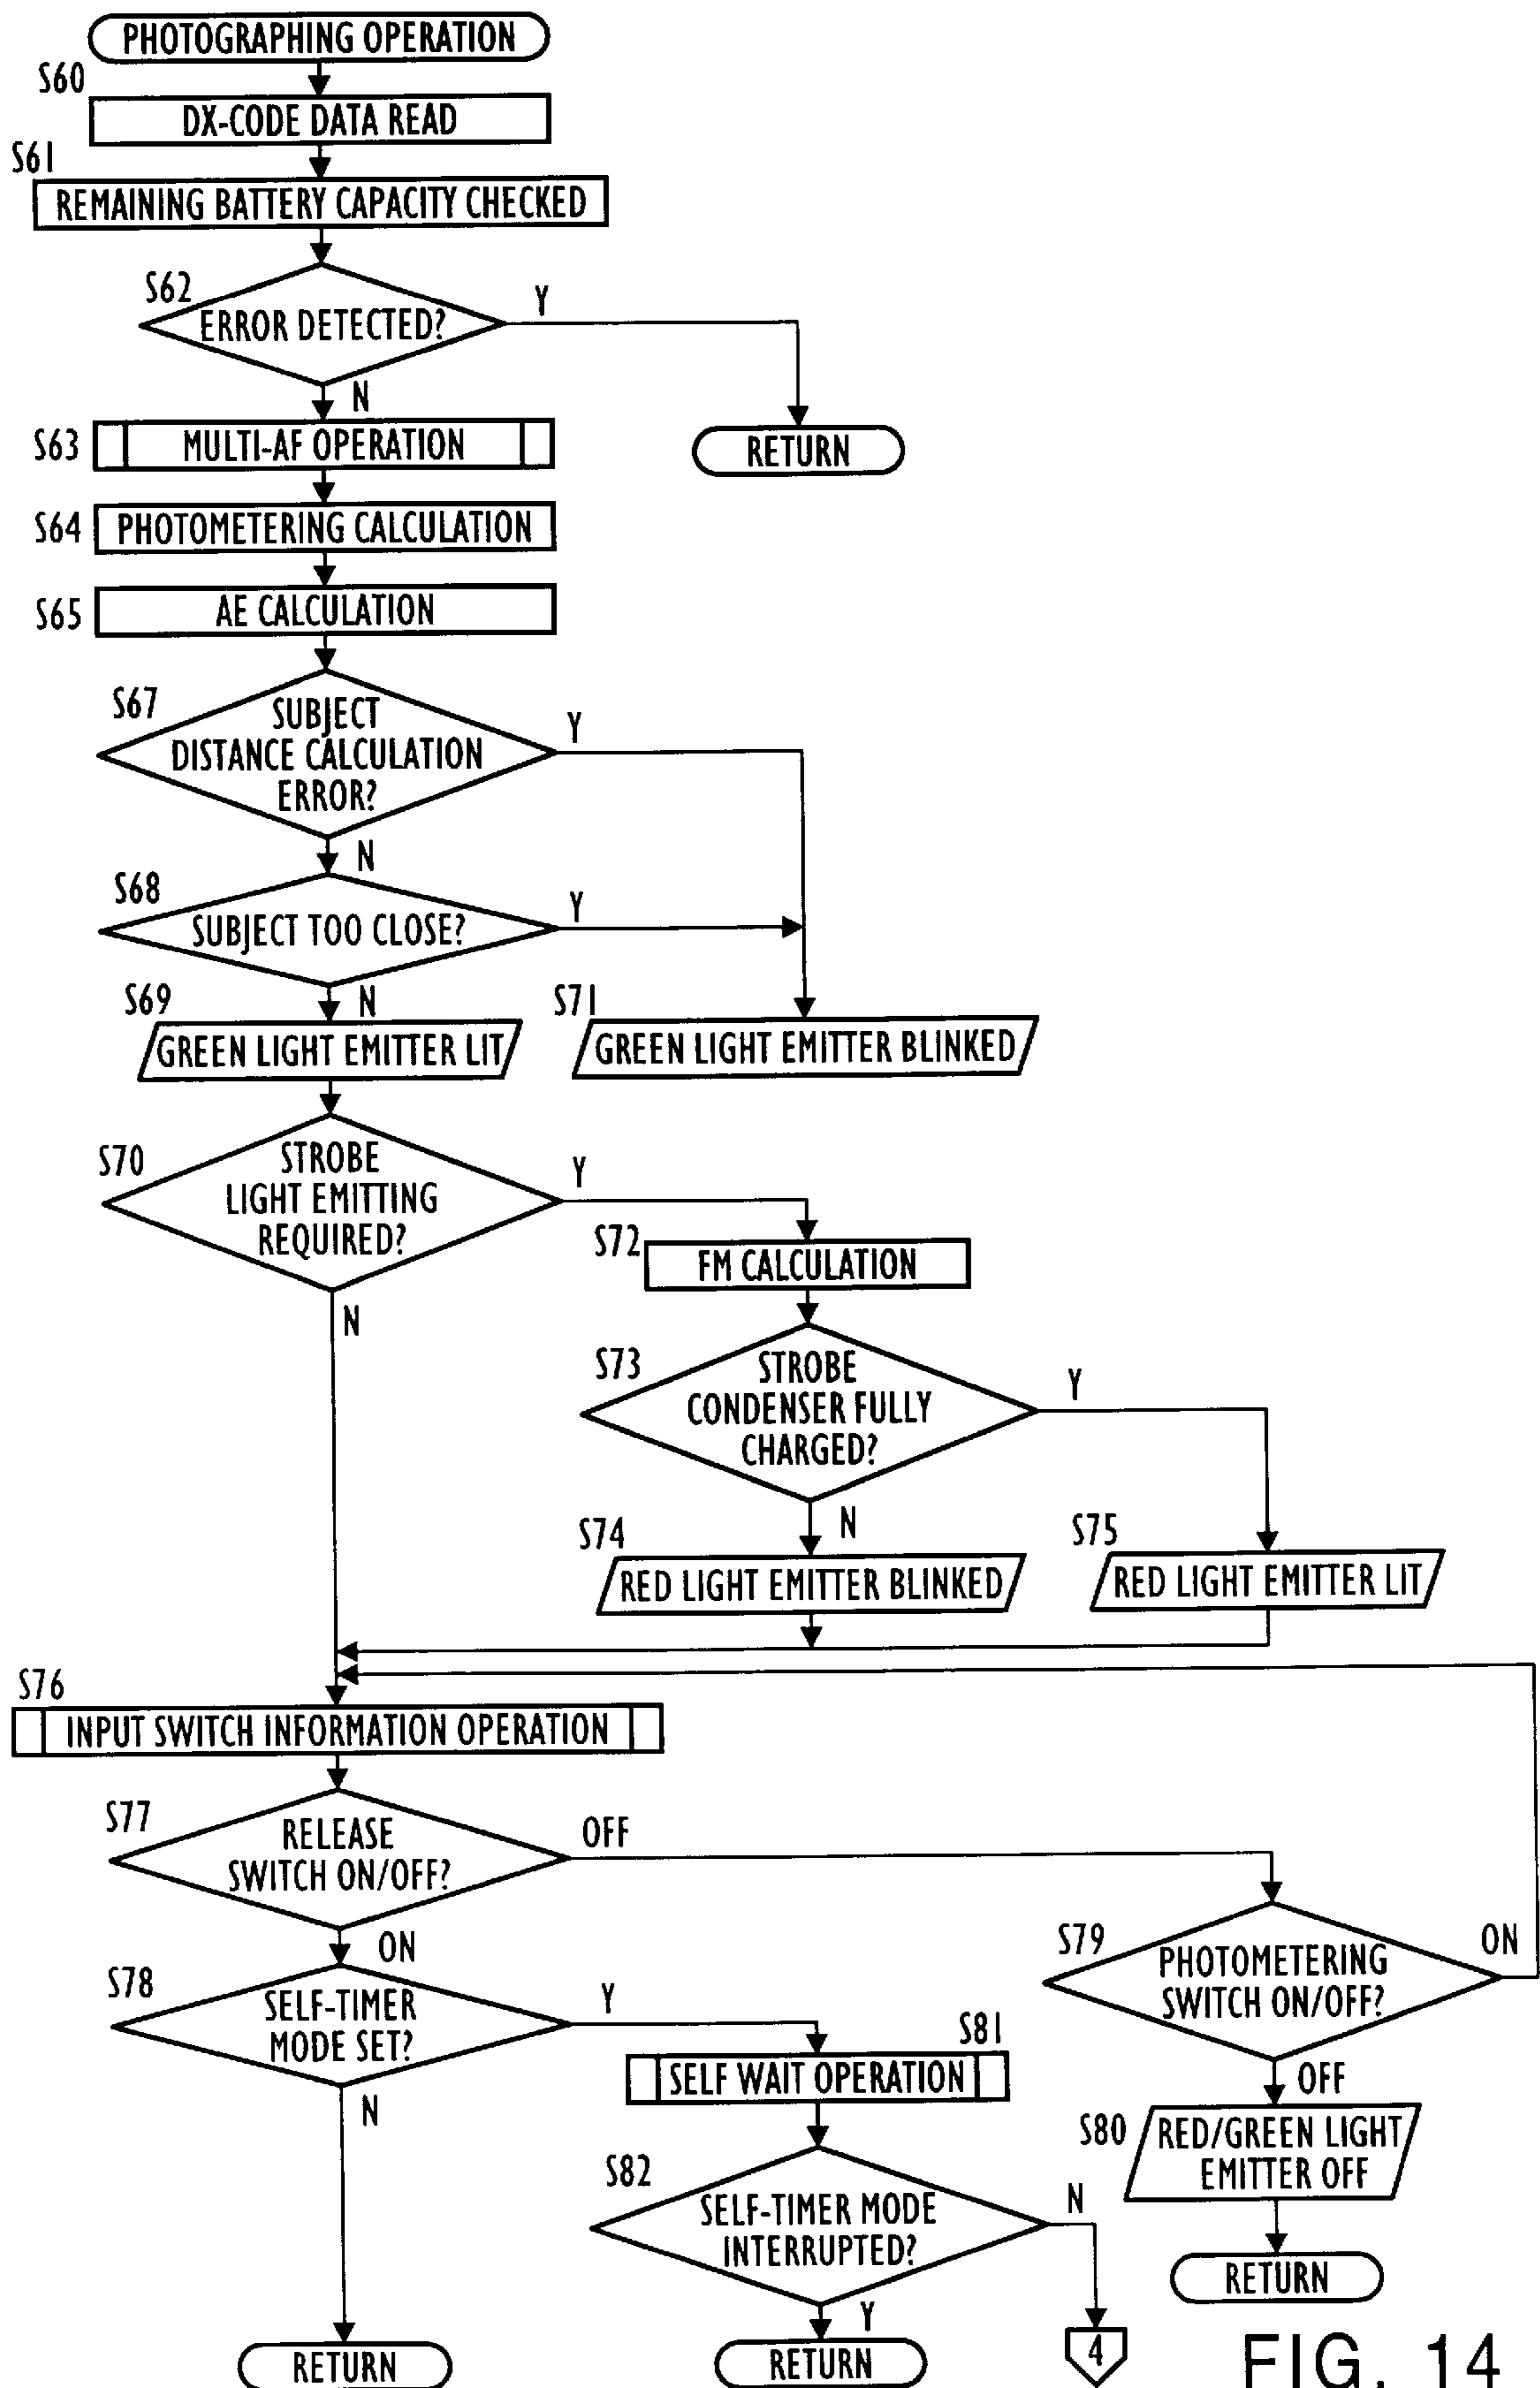 PHOTOGRAPHING OPERATION
S60
DX-CODE DATA READ
S61
REMAINING BATTERY CAPACITY CHECKED
S62
ERROR DETECTED?
Y
N
S63
MULTI-AF OPERATION
RETURN
S64
PHOTOMETERING CALCULATION
S65
AE CALCULATION
S67
SUBJECT
DISTANCE CALCULATION
ERROR?
Y
N
S68
SUBJECT TOO CLOSE?
Y
N
S69
GREEN LIGHT EMITTER LIT
S71
GREEN LIGHT EMITTER BLINKED
S70
STROBE
LIGHT EMITTING
REQUIRED?
Y
N
S72
FM CALCULATION
S73
STROBE
CONDENSER FULLY
CHARGED?
Y
N
S74
RED LIGHT EMITTER BLINKED
S75
RED LIGHT EMITTER LIT
S76
INPUT SWITCH INFORMATION OPERATION
S77
RELEASE
SWITCH ON/OFF?
OFF
ON
S79
PHOTOMETERING
SWITCH ON/OFF?
ON
OFF
S78
SELF-TIMER
MODE SET?
Y
N
S81
SELF WAIT OPERATION
S80
RED/GREEN LIGHT
EMITTER OFF
S82
SELF-TIMER MODE
INTERRUPTED?
N
Y
RETURN
RETURN
RETURN
4
FIG. 14